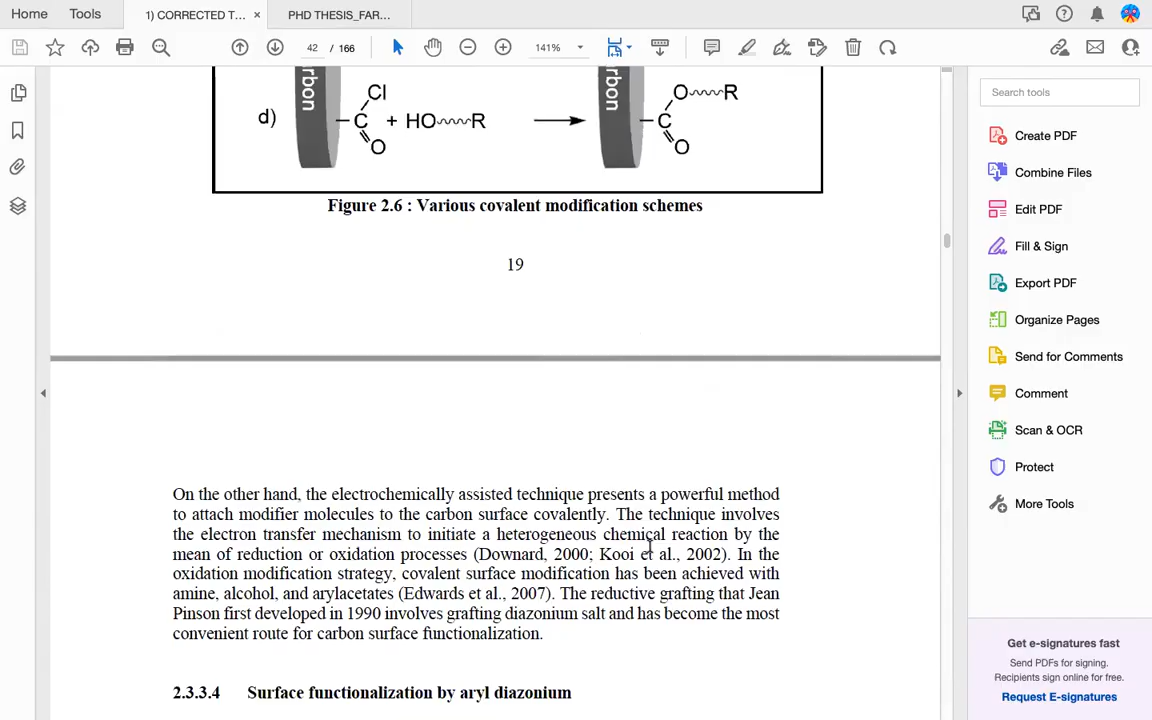 Home Tools 1) CORRECTED T... × PHD THESIS_FAR...
42 / 166 141%
Search tools
Create PDF
Combine Files
Edit PDF
Fill & Sign
Export PDF
Organize Pages
Send for Comments
Comment
Scan & OCR
Protect
More Tools
Get e-signatures fast
Send PDFs for signing.
Recipients sign online for free.
Request E-signatures
rbon rbon
Cl O R
d) C + HO R C
O O
Figure 2.6 : Various covalent modification schemes
19
On the other hand, the electrochemically assisted technique presents a powerful method
to attach modifier molecules to the carbon surface covalently. The technique involves
the electron transfer mechanism to initiate a heterogeneous chemical reaction by the
mean of reduction or oxidation processes (Downard, 2000; Kooi et al., 2002). In the
oxidation modification strategy, covalent surface modification has been achieved with
amine, alcohol, and arylacetates (Edwards et al., 2007). The reductive grafting that Jean
Pinson first developed in 1990 involves grafting diazonium salt and has become the most
convenient route for carbon surface functionalization.
2.3.3.4 Surface functionalization by aryl diazonium